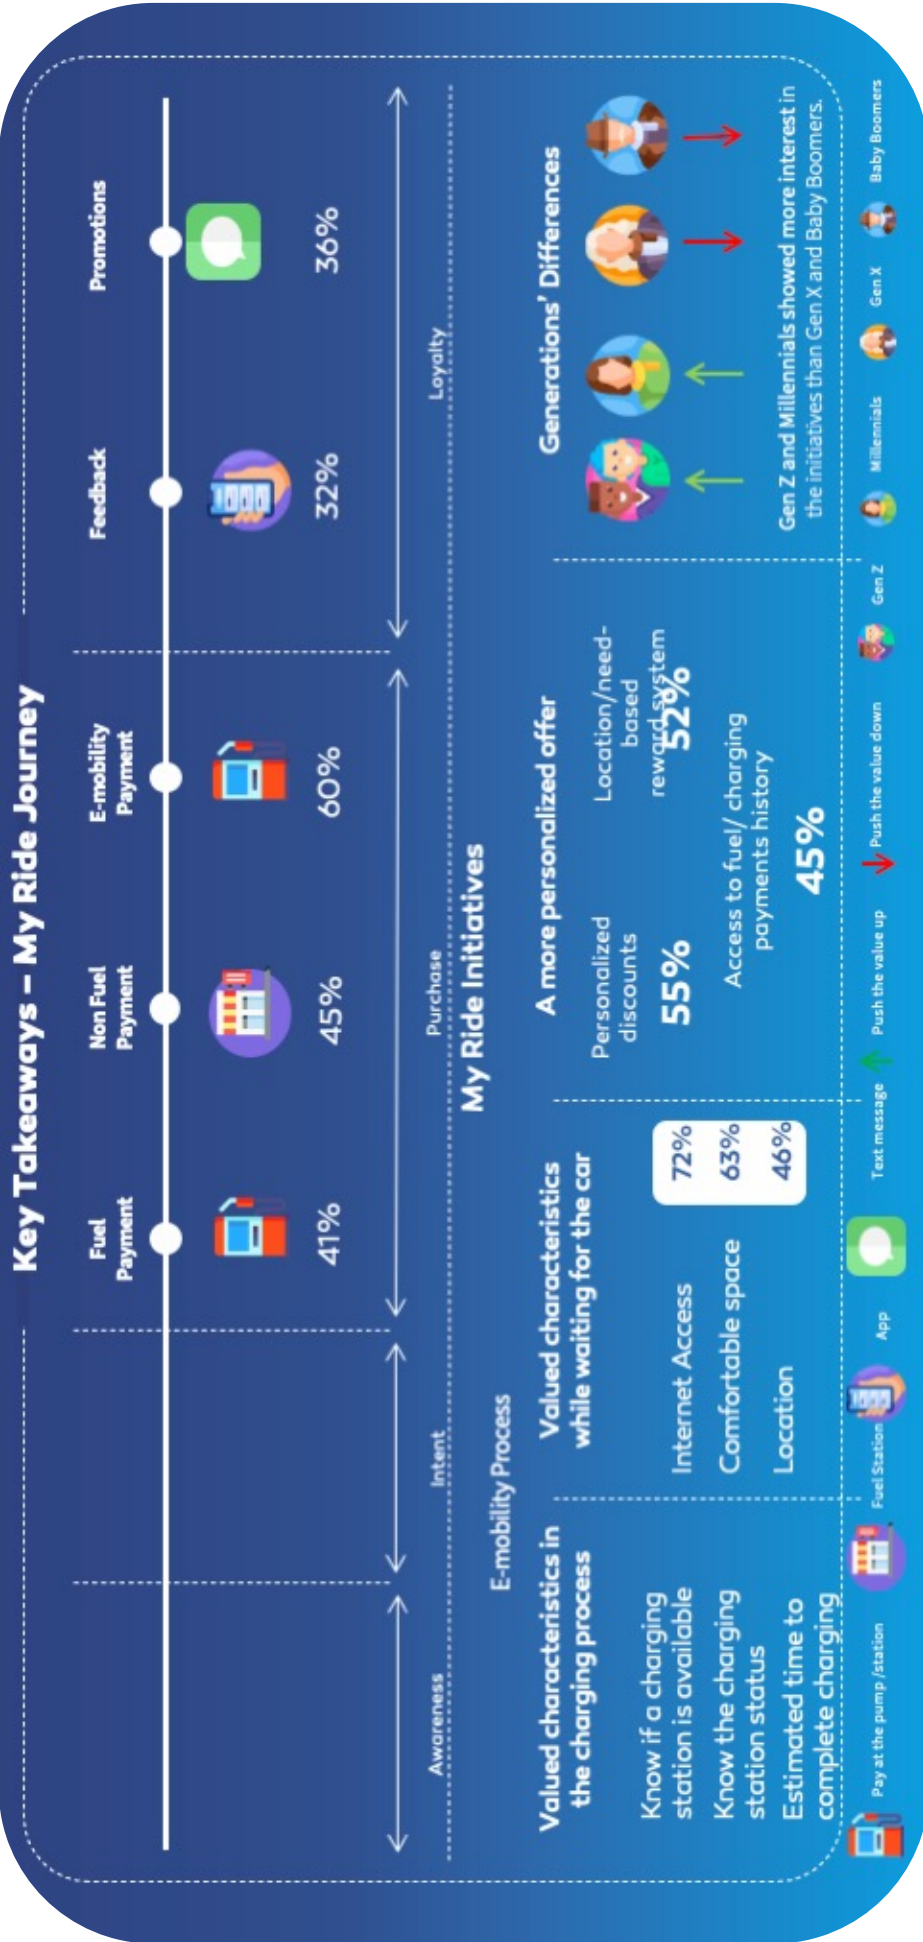 Key Takeaways – My Ride Journey
Fuel
Payment
Non Fuel
Payment
E-mobility
Payment
Feedback
Promotions
41%
45%
60%
32%
36%
Awareness
Intent
Purchase
Loyalty
My Ride Initiatives
E-mobility Process
Valued characteristics in
the charging process
Know if a charging
station is available
Know the charging
station status
Estimated time to
complete charging
Valued characteristics
while waiting for the car
Internet Access
72%
Comfortable space
63%
Location
46%
A more personalized offer
Personalized
discounts
55%
Location/need-
based
reward system
52%
Access to fuel/ charging
payments history
45%
Generations' Differences
Gen Z and Millennials showed more interest in
the initiatives than Gen X and Baby Boomers.
Pay at the pump /station
Fuel Station
App
Text message
Push the value up
Push the value down
Gen Z
Millennials
Gen X
Baby Boomers